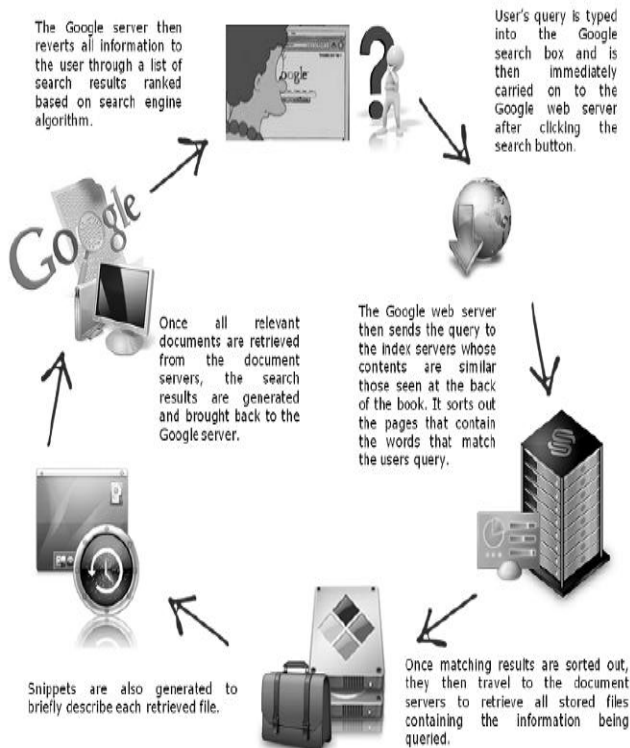 User's query is typed
into the Google
search box and is
then immediately
carried on to the
Google web server
after clicking the
search button.
The Google web server
then sends the query to
the index servers whose
contents are similar
those seen at the back
of the book. It sorts out
the pages that contain
the words that match
the users query.
Once matching results are sorted out,
they then travel to the document
servers to retrieve all stored files
containing the information being
queried.
Snippets are also generated to
briefly describe each retrieved file.
Once all relevant
documents are retrieved
from the document
servers, the search
results are generated
and brought back to the
Google server.
Google
The Google server then
reverts all information to
the user through a list of
search results ranked
based on search engine
algorithm.
oogle
?